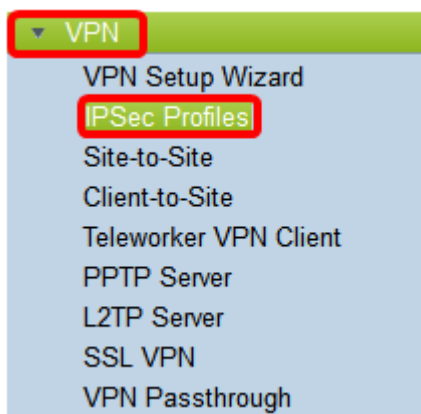 VPN
VPN Setup Wizard
IPSec Profiles
Site-to-Site
Client-to-Site
Teleworker VPN Client
PPTP Server
L2TP Server
SSL VPN
VPN Passthrough